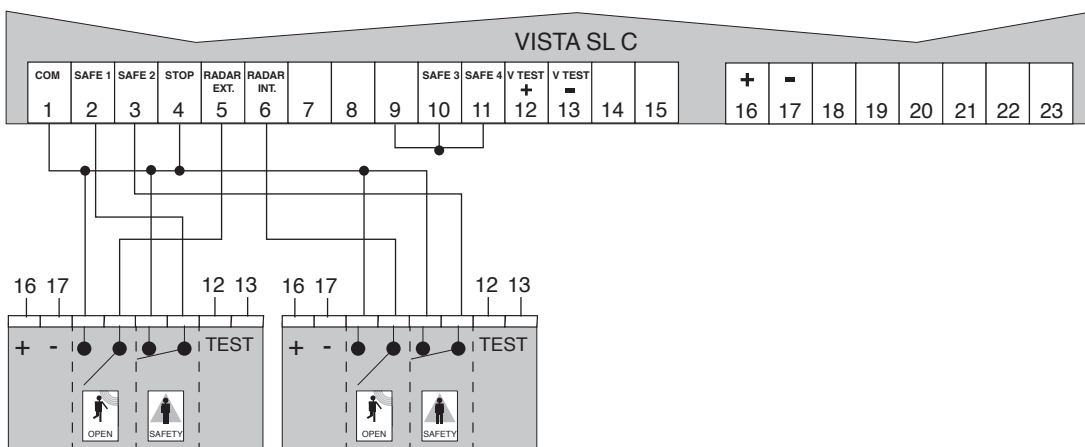 VISTA SL C
COM SAFE 1 SAFE 2 STOP RADAR EXT. RADAR INT. SAFE 3 SAFE 4 V TEST + V TEST -
1 2 3 4 5 6 7 8 9 10 11 12 13 14 15
+ -
16 17 18 19 20 21 22 23
16 17 12 13 16 17 12 13
+ - TEST + - TEST
OPEN SAFETY OPEN SAFETY